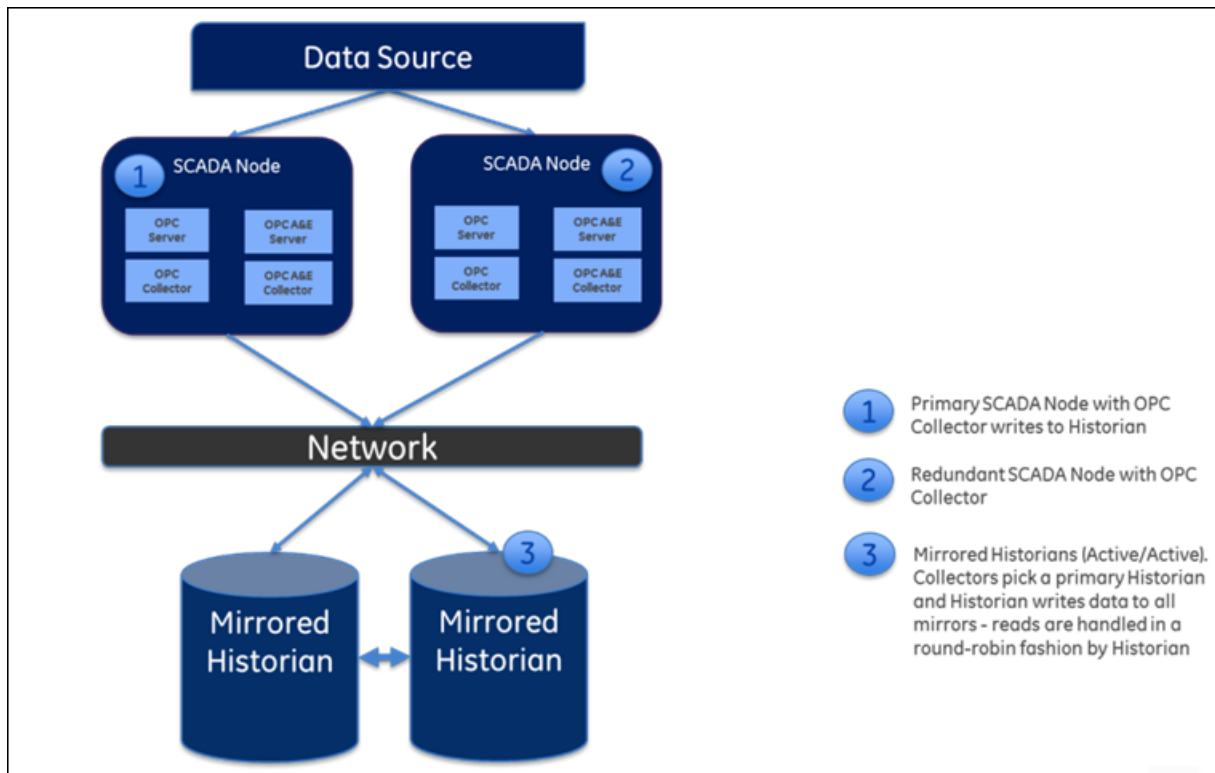 Data Source
1
SCADA Node
OPC
Server
OPC A&E
Server
OPC
Collector
OPC A&E
Collector
SCADA Node
2
OPC
Server
OPC A&E
Server
OPC
Collector
OPC A&E
Collector
Network
Mirrored
Historian
3
Mirrored
Historian
1
Primary SCADA Node with OPC
Collector writes to Historian
2
Redundant SCADA Node with OPC
Collector
3
Mirrored Historians (Active/Active).
Collectors pick a primary Historian
and Historian writes data to all
mirrors - reads are handled in a
round-robin fashion by Historian